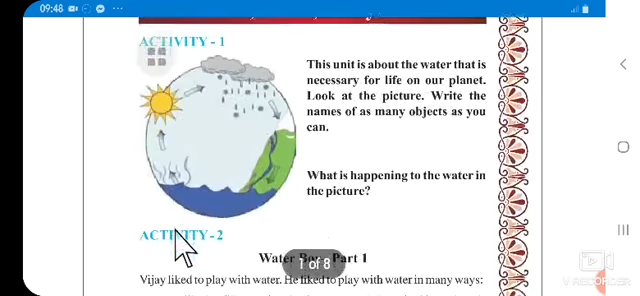 09:48
ACTIVITY - 1
This unit is about the water that is
necessary for life on our planet.
Look at the picture. Write the
names of as many objects as you
can.
What is happening to the water in
the picture?
ACTIVITY - 2
Part 1
1 of 8
Vijay liked to play with water. He liked to play with water in many ways:
V RECORDER